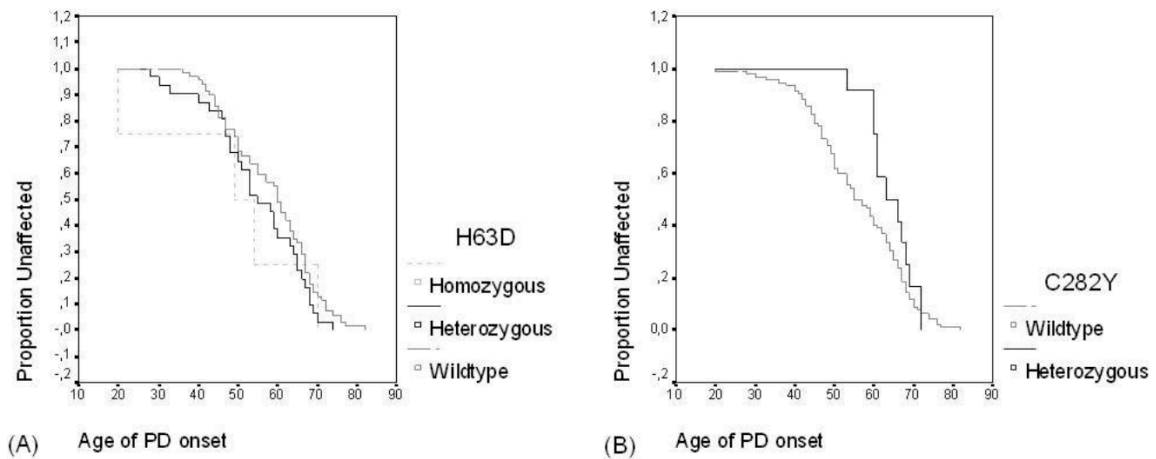 1,2
1,1
1,0
,9
,8
,7
,6
,5
,4
,3
,2
,1
-,0
-,1
-,2
Proportion Unaffected
10 20 30 40 50 60 70 80 90
(A) Age of PD onset
H63D
Homozygous
Heterozygous
Wildtype
1,2
1,0
,8
,6
,4
,2
0,0
-,2
Proportion Unaffected
10 20 30 40 50 60 70 80 90
(B) Age of PD onset
C282Y
Wildtype
Heterozygous